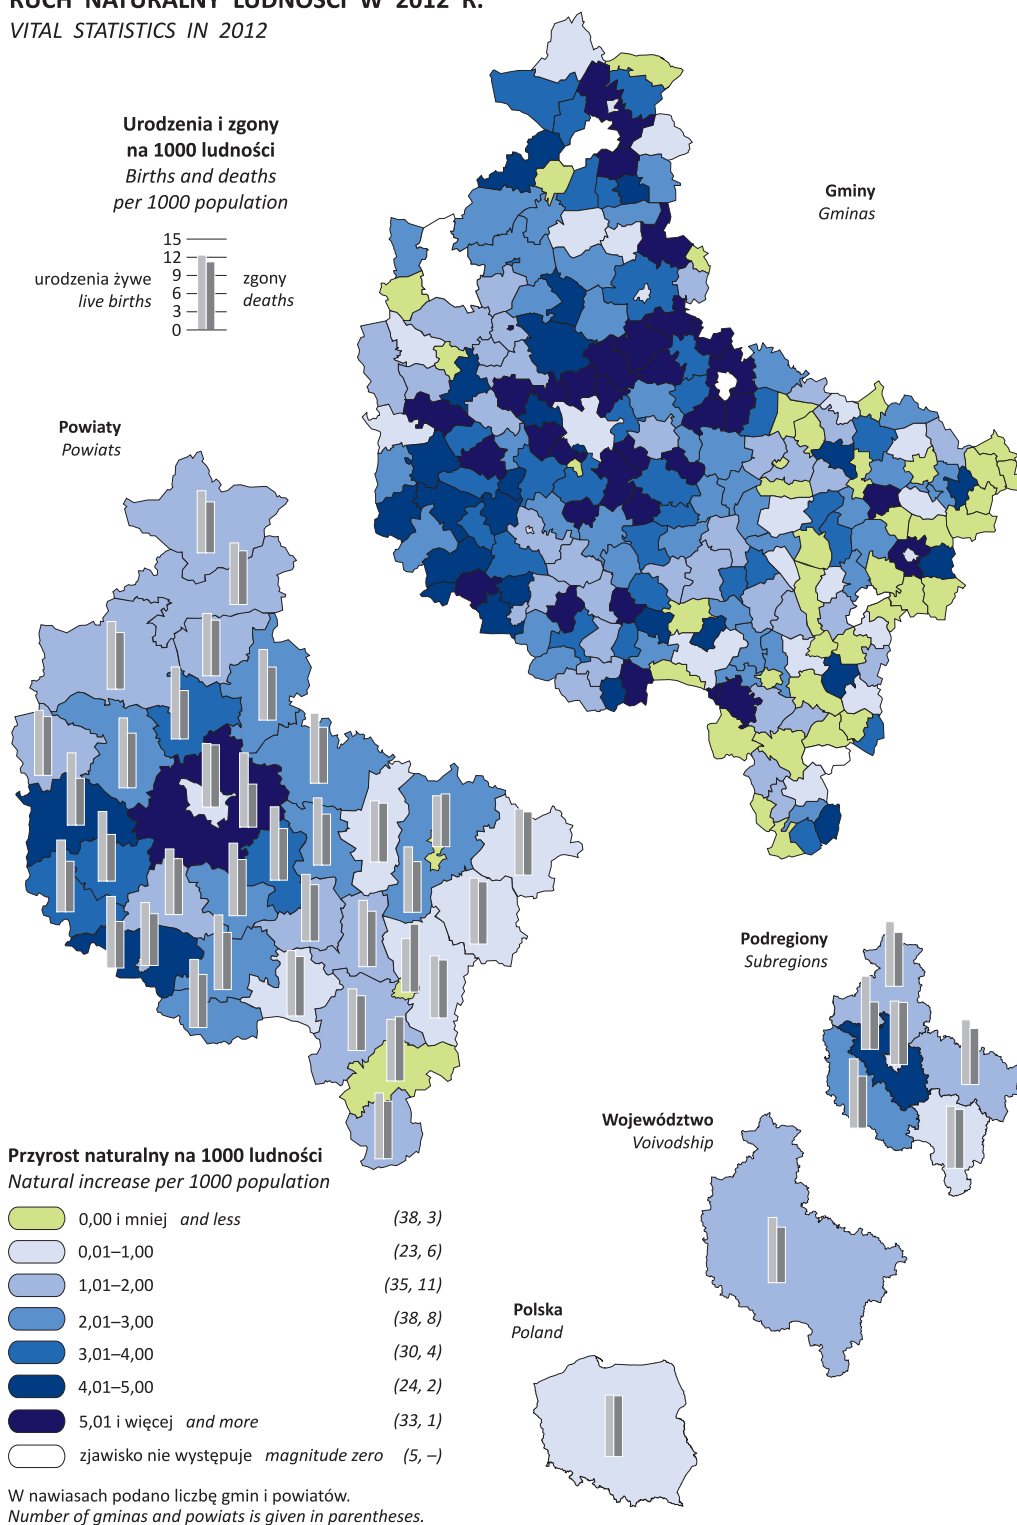 RUCH NATURALNY LUDNOŚCI W 2012 R.
VITAL STATISTICS IN 2012
Urodzenia i zgony
na 1000 ludności
Births and deaths
per 1000 population
15
12
9
6
3
0
urodzenia żywe
live births
zgony
deaths
Gminy
Gminas
Powiaty
Powiats
Podregiony
Subregions
Województwo
Voivodship
Polska
Poland
Przyrost naturalny na 1000 ludności
Natural increase per 1000 population
0,00 i mniej and less (38, 3)
0,01–1,00 (23, 6)
1,01–2,00 (35, 11)
2,01–3,00 (38, 8)
3,01–4,00 (30, 4)
4,01–5,00 (24, 2)
5,01 i więcej and more (33, 1)
zjawisko nie występuje magnitude zero (5, –)
W nawiasach podano liczbę gmin i powiatów.
Number of gminas and powiats is given in parentheses.